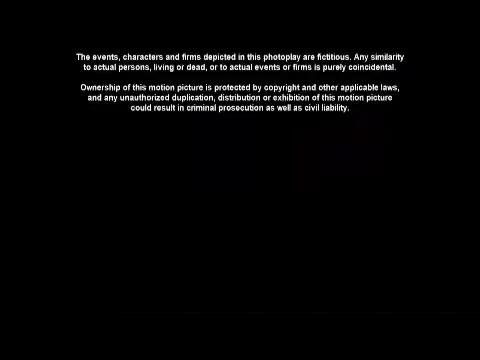 The events, characters and firms depicted in this photoplay are fictitious. Any similarity
to actual persons, living or dead, or to actual events or firms is purely coincidental.
Ownership of this motion picture is protected by copyright and other applicable laws,
and any unauthorized duplication, distribution or exhibition of this motion picture
could result in criminal prosecution as well as civil liability.